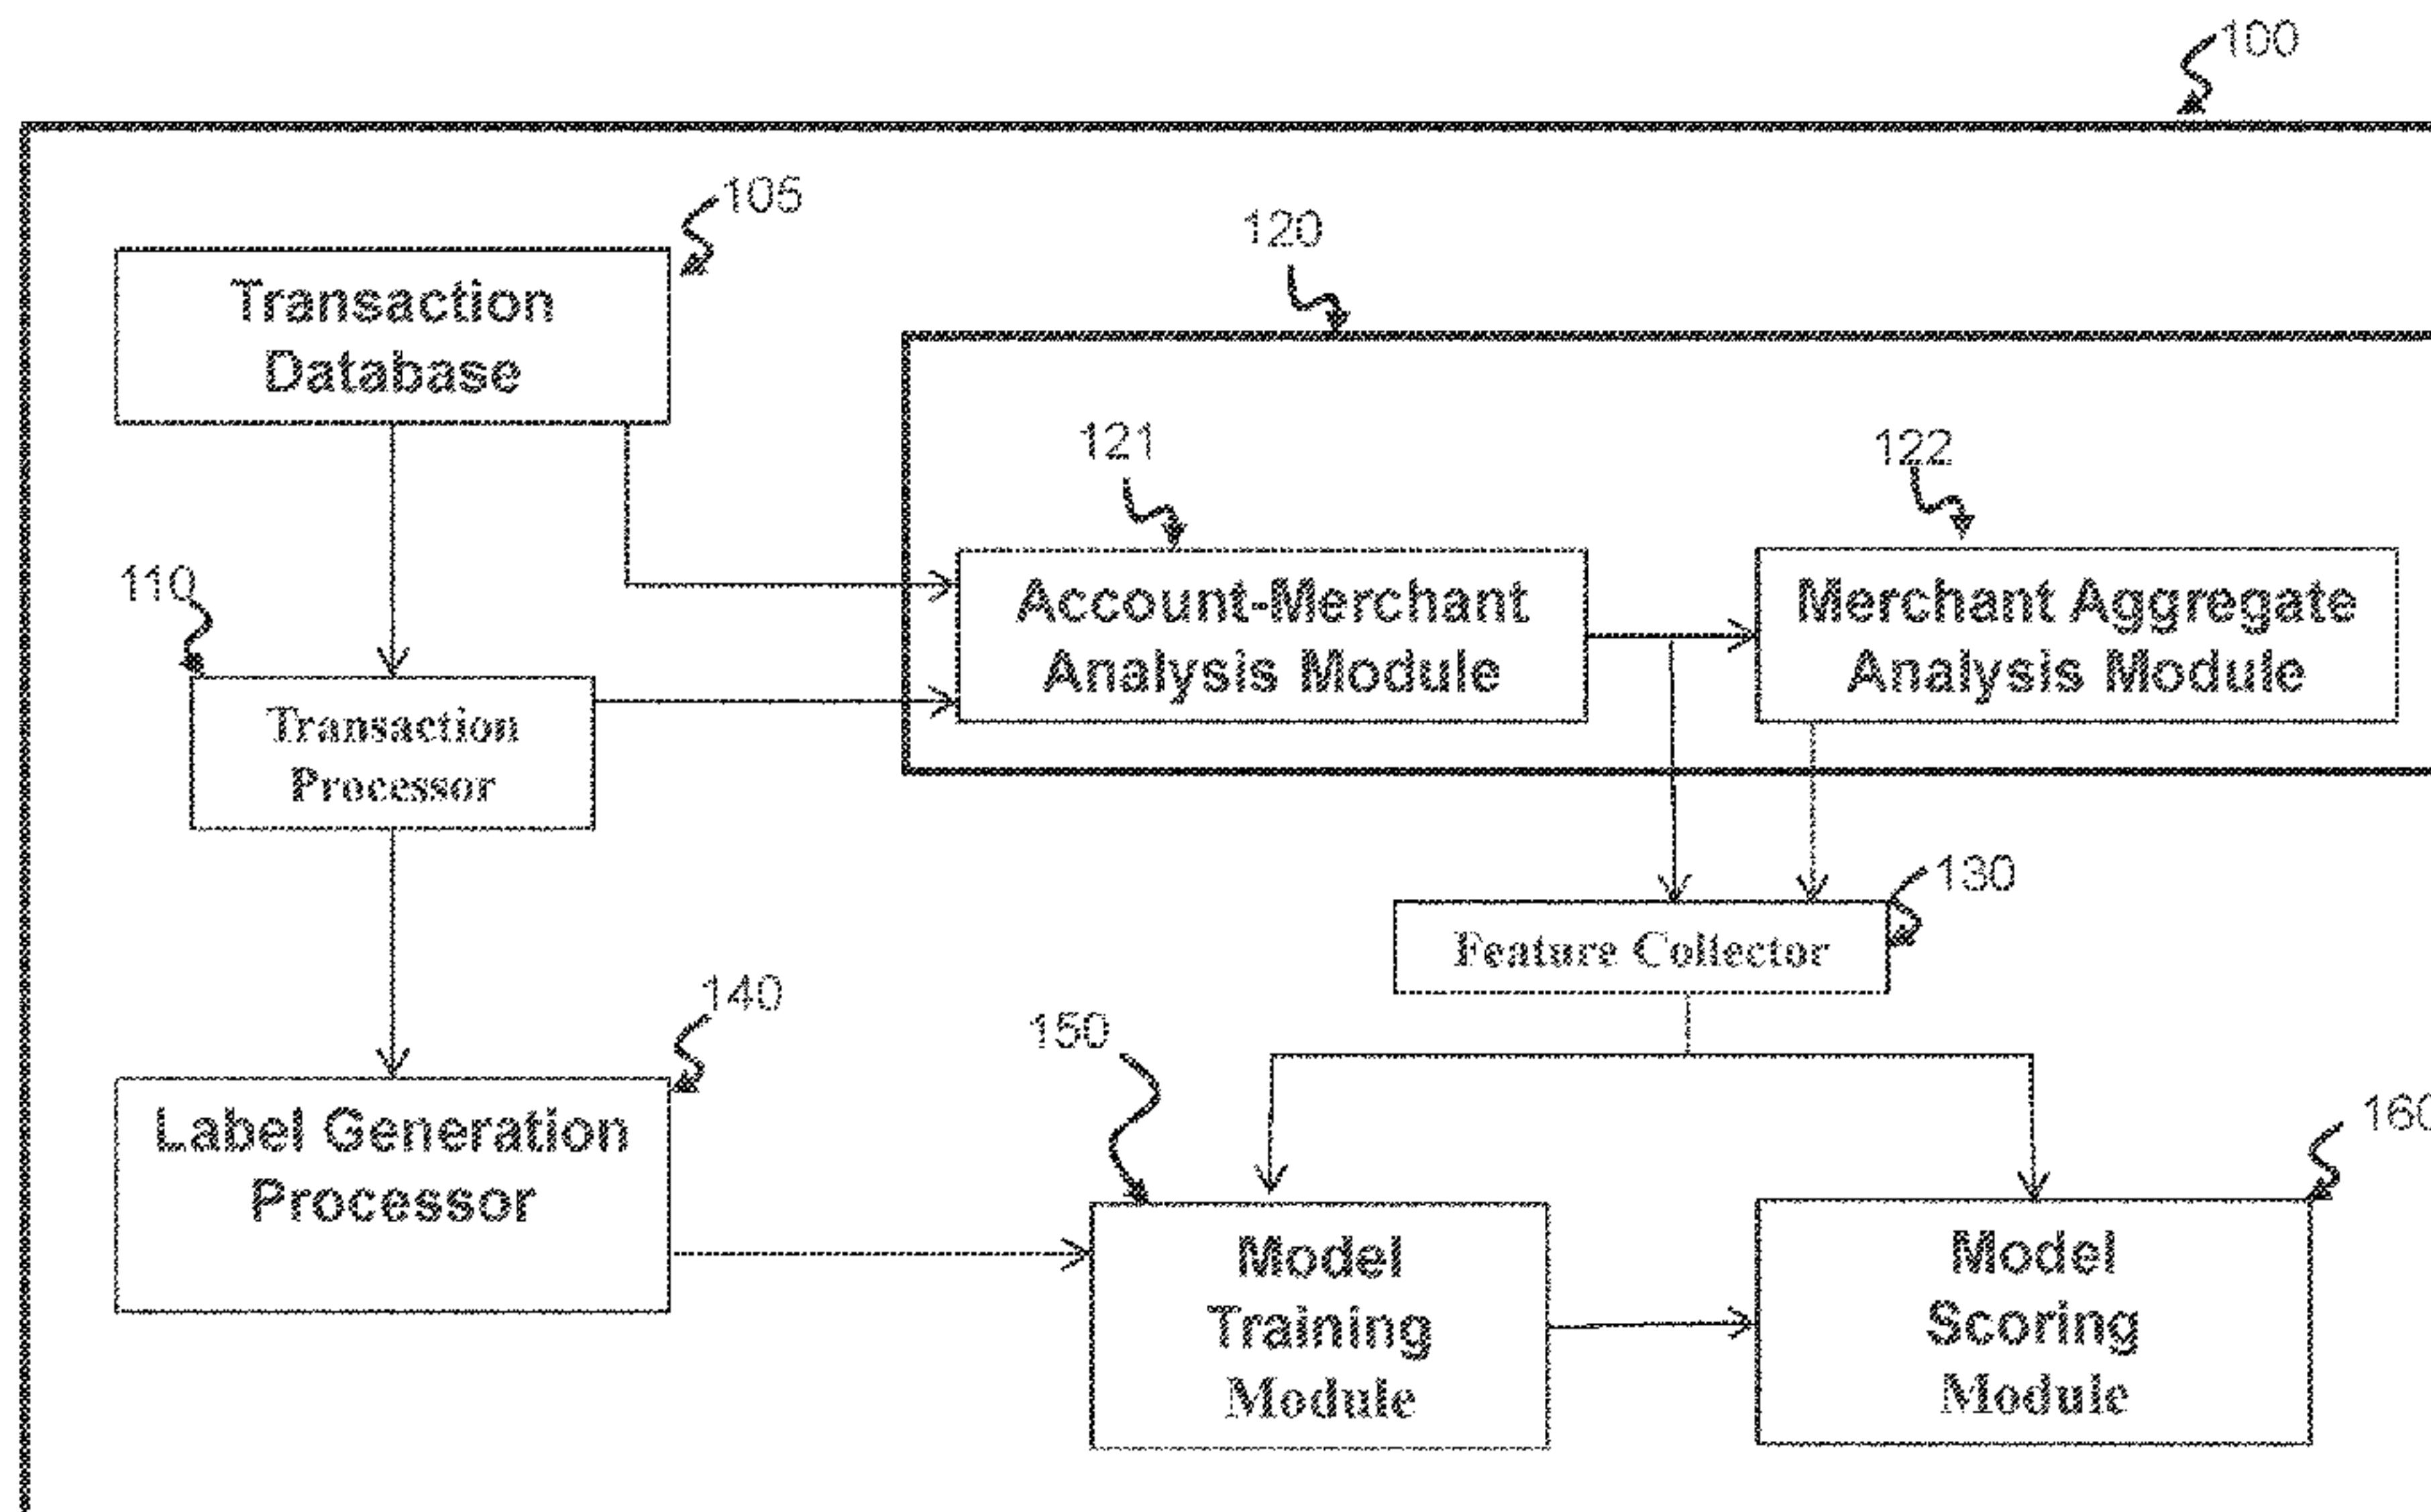 100
105
Transaction
Database
120
121
122
110
Account-Merchant
Analysis Module
Merchant Aggregate
Analysis Module
Transaction
Processor
130
Feature Collector
140
150
Label Generation
Processor
160
Model
Training
Module
Model
Scoring
Module